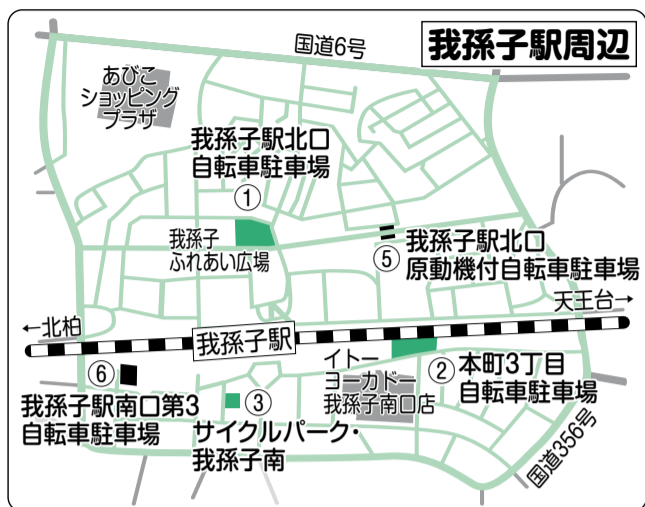 我孫子駅周辺
国道6号
あびこ
ショッピング
プラザ
我孫子駅北口
自転車駐車場
①
我孫子
ふれあい広場
⑤
我孫子駅北口
原動機付自転車駐車場
天王台→
←北柏
我孫子駅
イトー
ヨーカドー
我孫子南口店
②
本町3丁目
自転車駐車場
⑥
我孫子駅南口第3
自転車駐車場
③
サイクルパーク・
我孫子南
国道356号